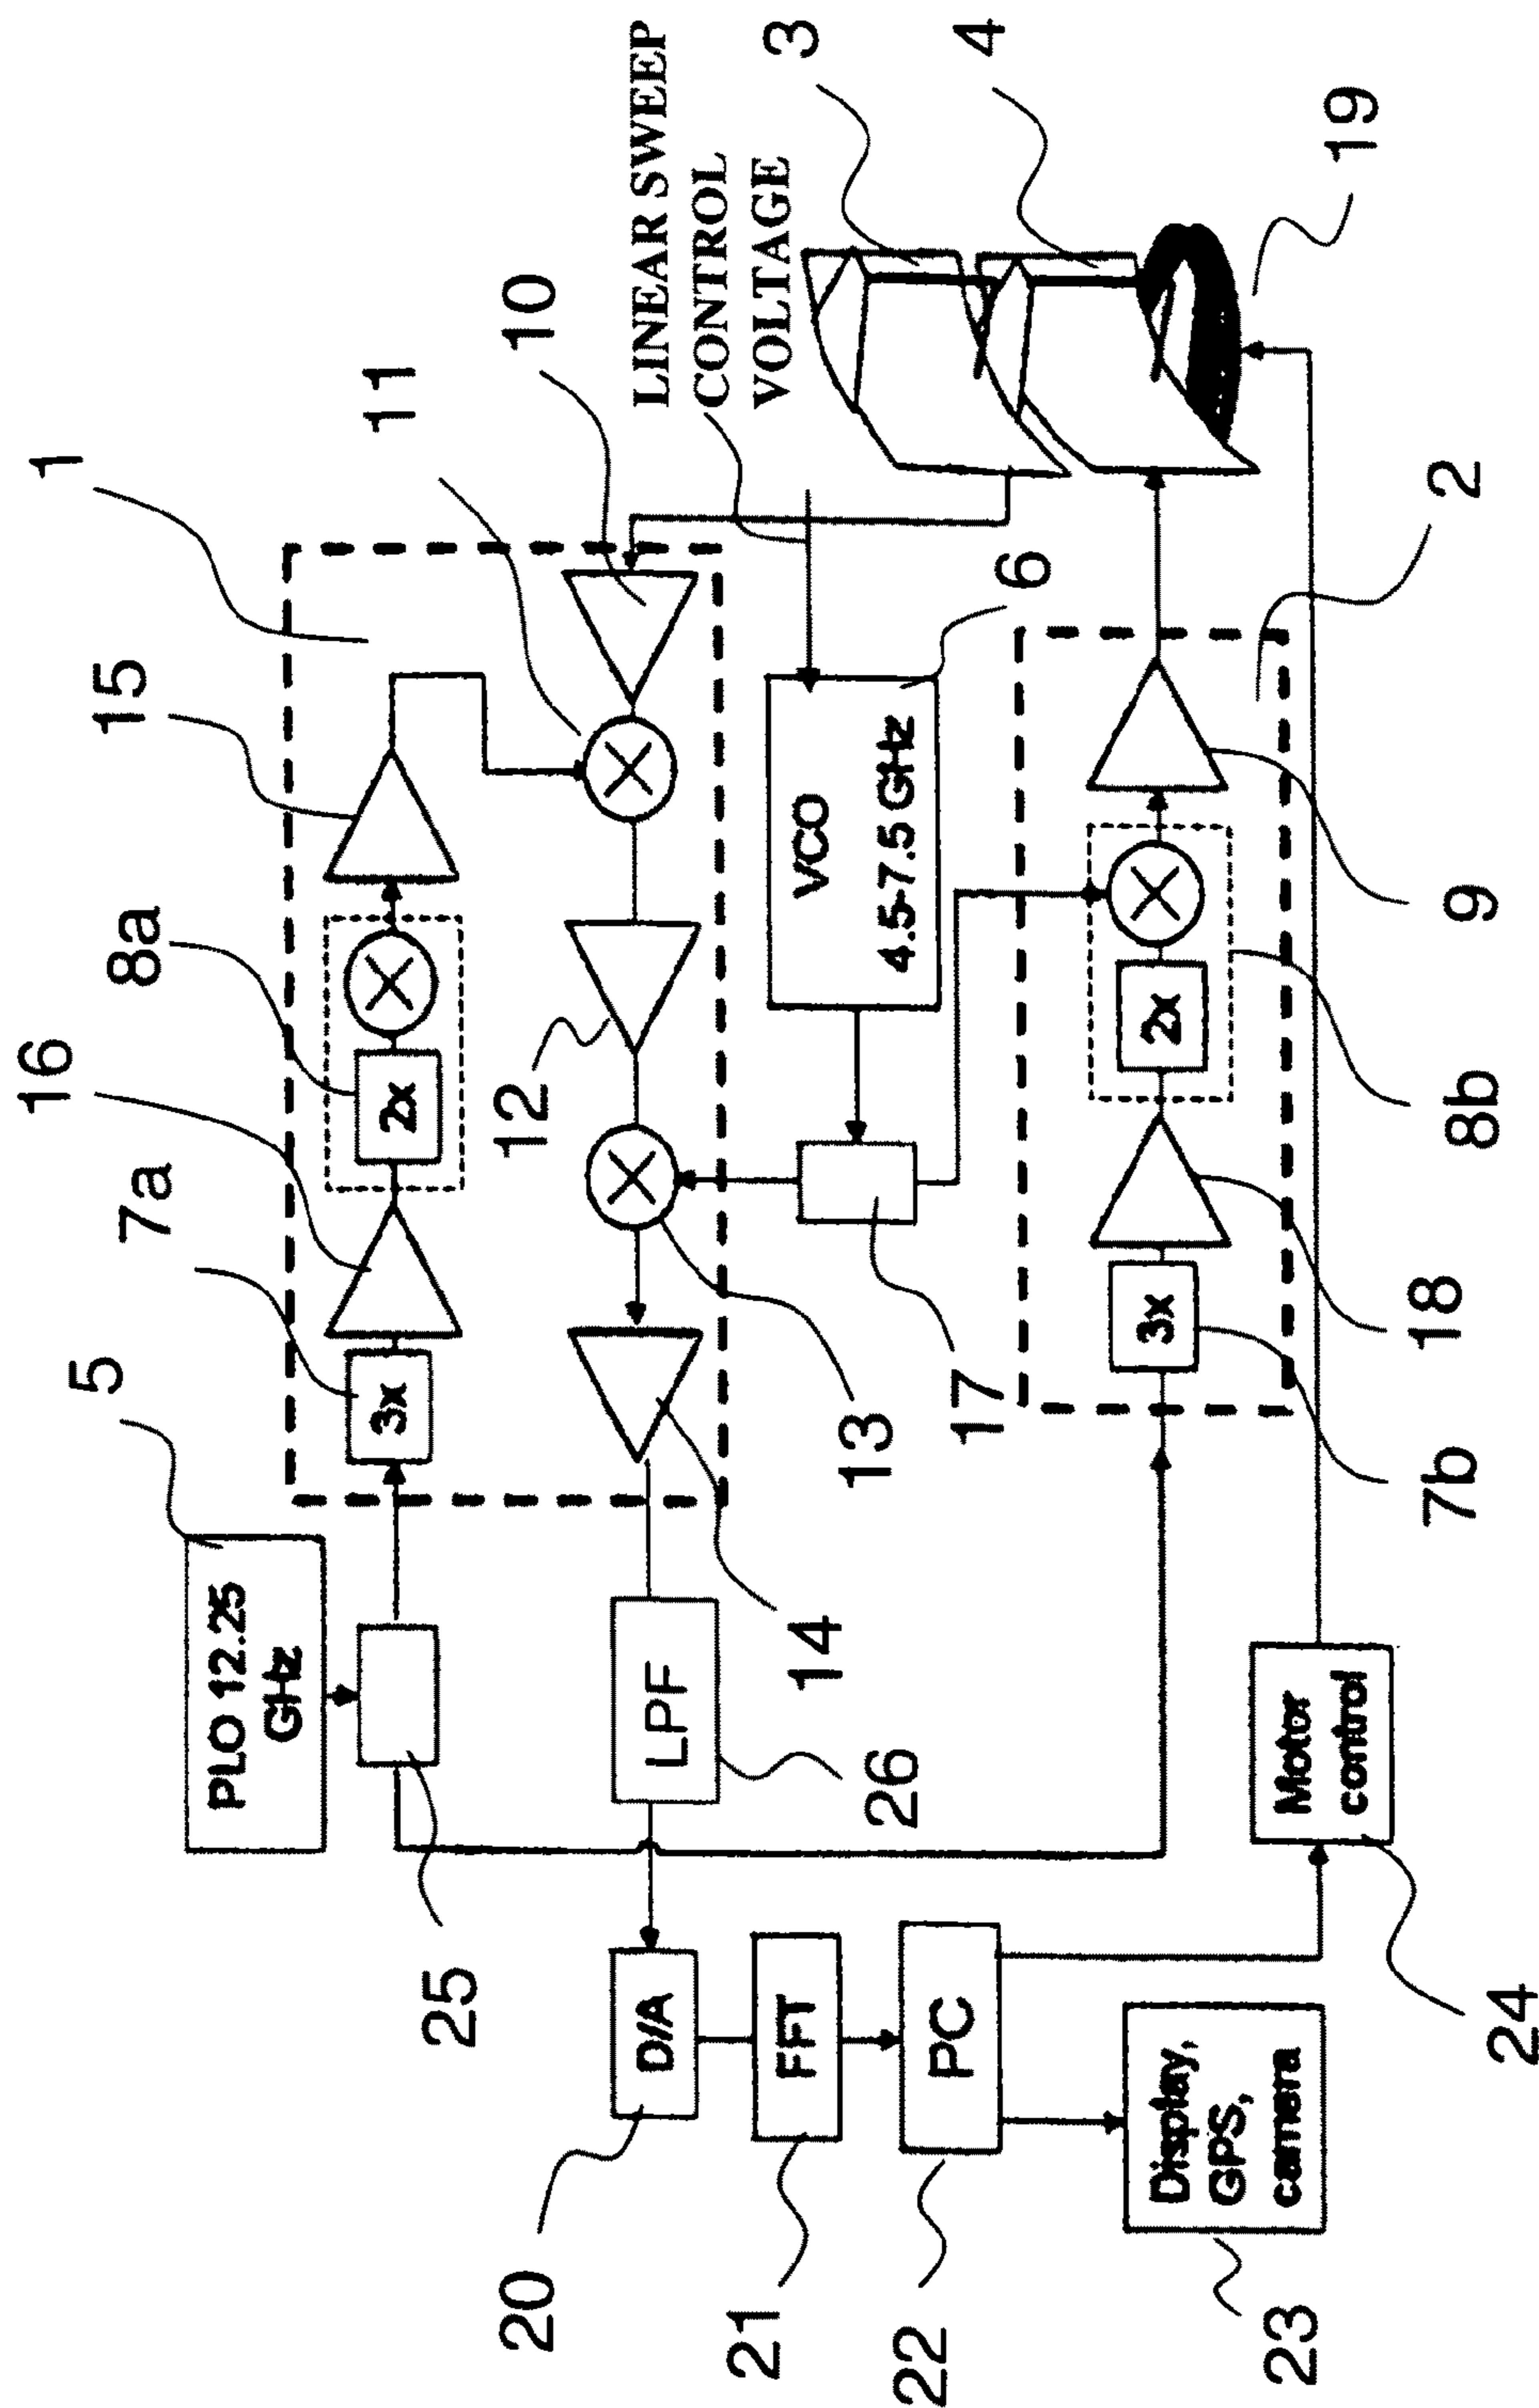 1
11
10
LINEAR SWEEP
CONTROL
VOLTAGE
3
4
19
15
8a
16
7a
5
2x
3x
12
VCO
4.5-7.5 GHz
6
2
9
8b
2x
3x
18
7b
17
13
14
PLO 12.25
GHz
25
LPF
26
D/A
20
FFT
21
PC
22
Display,
GPS,
camera
23
Motor
control
24